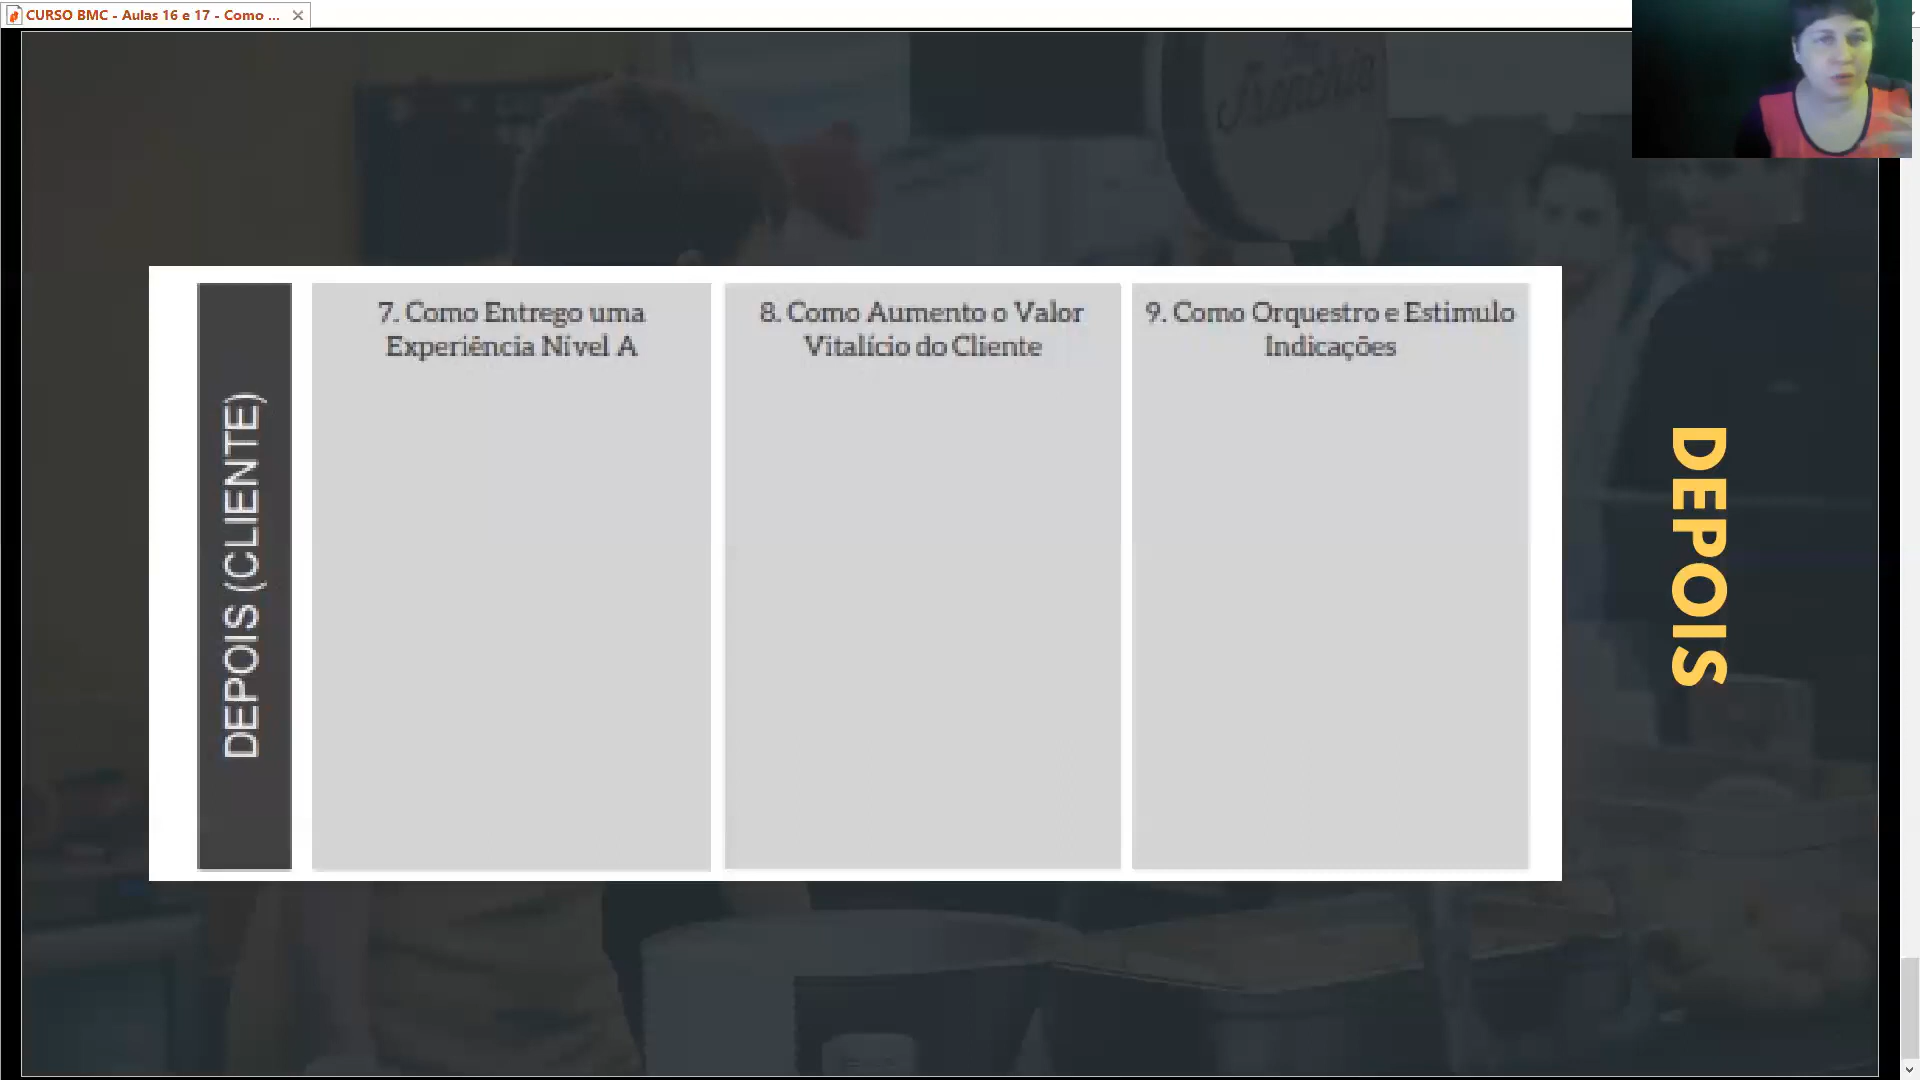 CURSO BMC - Aulas 16 e 17 - Como ...
DEPOIS (CLIENTE)
7. Como Entrego uma
Experiência Nível A
8. Como Aumento o Valor
Vitalício do Cliente
9. Como Orquestro e Estimulo
Indicações
DEPOIS